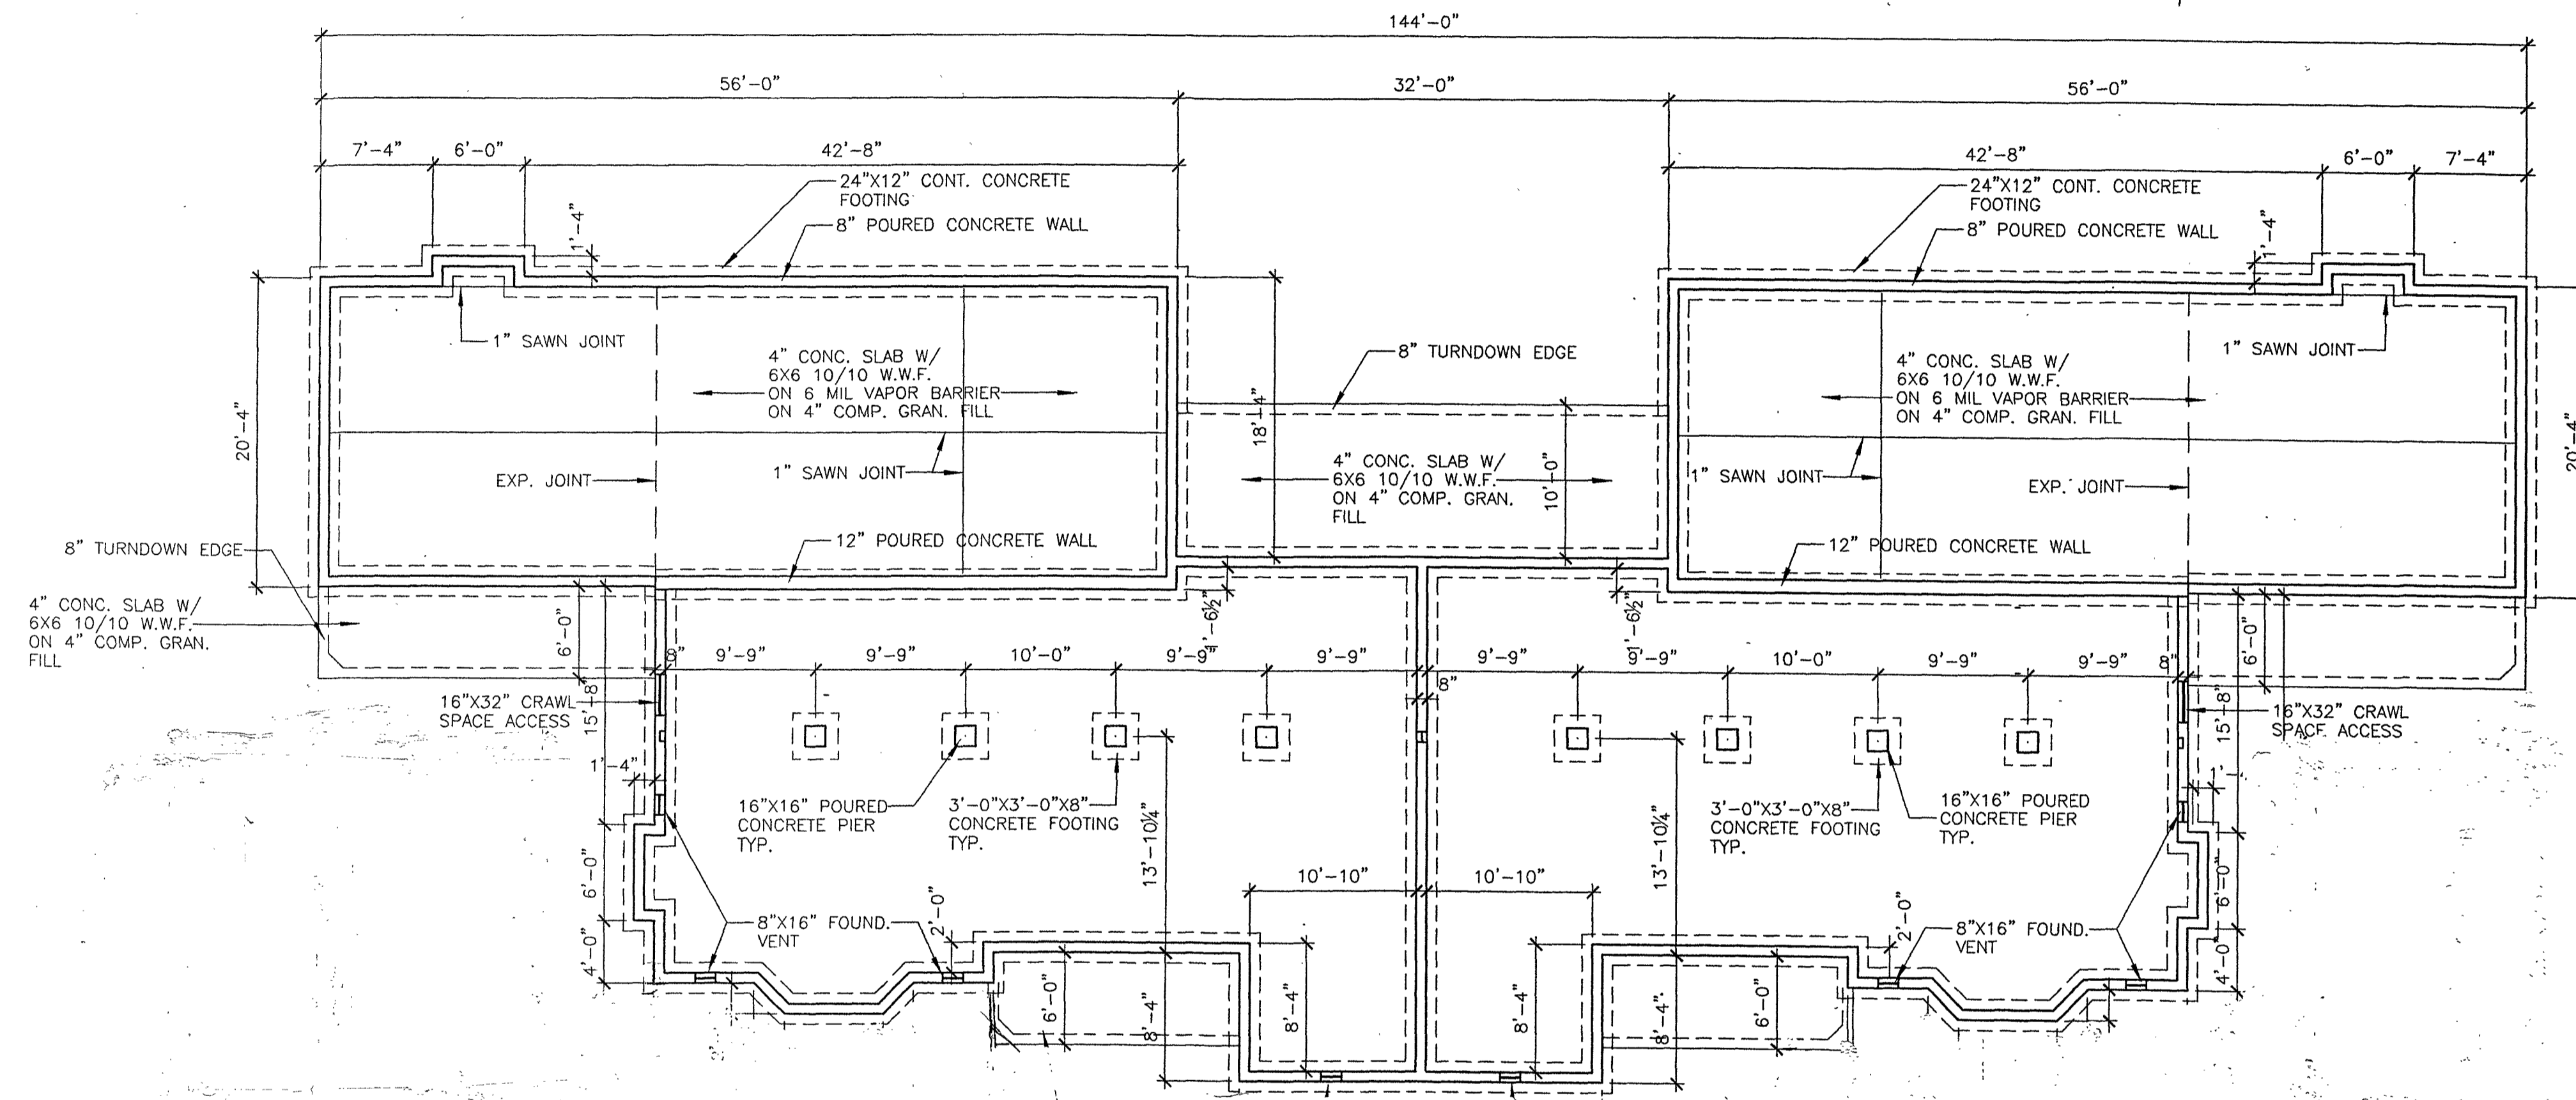 144'-0"
56'-0"
32'-0"
56'-0"
7'-4"
6'-0"
42'-8"
42'-8"
6'-0"
7'-4"
24"X12" CONT. CONCRETE
FOOTING
8" POURED CONCRETE WALL
24"X12" CONT. CONCRETE
FOOTING
8" POURED CONCRETE WALL
1'-4"
1'-4"
1" SAWN JOINT
4" CONC. SLAB W/
6X6 10/10 W.W.F.
ON 6 MIL VAPOR BARRIER
ON 4" COMP. GRAN. FILL
8" TURNDOWN EDGE
4" CONC. SLAB W/
6X6 10/10 W.W.F.
ON 6 MIL VAPOR BARRIER
ON 4" COMP. GRAN. FILL
1" SAWN JOINT
20'-4"
18'-4"
10'-0"
20'-4"
EXP. JOINT
1" SAWN JOINT
4" CONC. SLAB W/
6X6 10/10 W.W.F.
ON 4" COMP. GRAN.
FILL
1" SAWN JOINT
EXP. JOINT
8" TURNDOWN EDGE
12" POURED CONCRETE WALL
12" POURED CONCRETE WALL
4" CONC. SLAB W/
6X6 10/10 W.W.F.
ON 4" COMP. GRAN.
FILL
6'-0"
1'-6½"
1'-6½"
6'-0"
8"
9'-9"
9'-9"
10'-0"
9'-9"
9'-9"
9'-9"
9'-9"
10'-0"
9'-9"
9'-9"
8"
8"
16"X32" CRAWL
SPACE ACCESS
15'-8"
16"X32" CRAWL
SPACE ACCESS
15'-8"
1'-4"
1'-
16"X16" POURED
CONCRETE PIER
TYP.
3'-0"X3'-0"X8"
CONCRETE FOOTING
TYP.
13'-10¼"
13'-10¼"
3'-0"X3'-0"X8"
CONCRETE FOOTING
TYP.
16"X16" POURED
CONCRETE PIER
TYP.
6'-0"
10'-10"
10'-10"
6'-0"
8"X16" FOUND.
VENT
2'-0"
2'-0"
8"X16" FOUND.
VENT
4'-0"
4'-0"
6'-0"
8'-4"
8'-4"
8'-4"
8'-4"
6'-0"